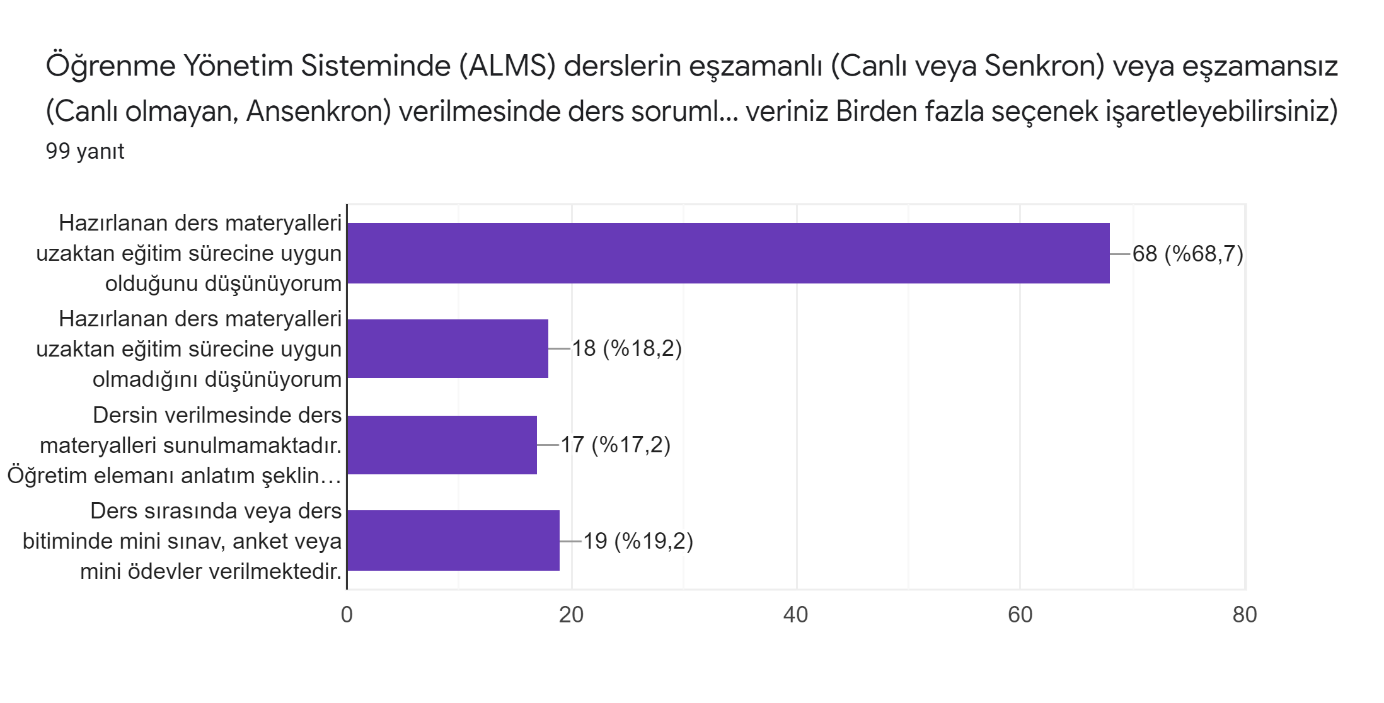 Öğrenme Yönetim Sisteminde (ALMS) derslerin eşzamanlı (Canlı veya Senkron) veya eşzamansız
(Canlı olmayan, Ansenkron) verilmesinde ders soruml... veriniz Birden fazla seçenek işaretleyebilirsiniz)
99 yanıt
Hazırlanan ders materyalleri
uzaktan eğitim sürecine uygun
olduğunu düşünüyorum
68 (%68,7)
Hazırlanan ders materyalleri
uzaktan eğitim sürecine uygun
olmadığını düşünüyorum
18 (%18,2)
Dersin verilmesinde ders
materyalleri sunulmamaktadır.
Öğretim elemanı anlatım şeklin…
17 (%17,2)
Ders sırasında veya ders
bitiminde mini sınav, anket veya
mini ödevler verilmektedir.
19 (%19,2)
0 20 40 60 80